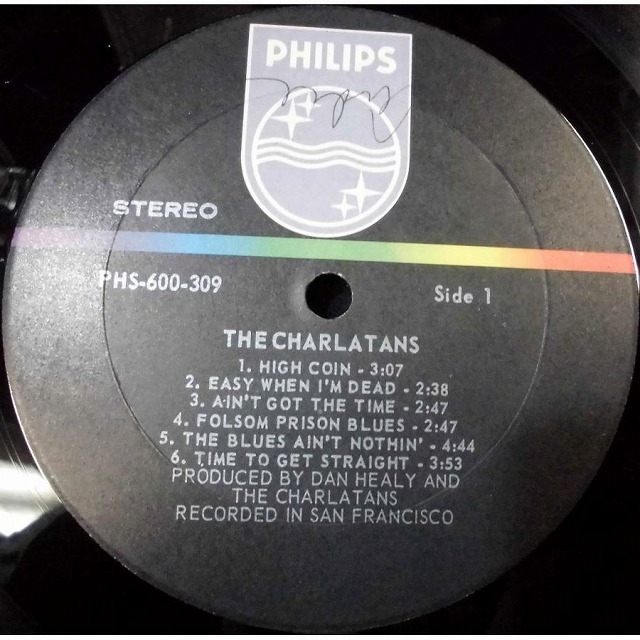 PHILIPS
STEREO
PHS-600-309
Side 1
THE CHARLATANS
1. HIGH COIN - 3:07
2. EASY WHEN I'M DEAD - 2:38
3. AIN'T GOT THE TIME - 2:47
4. FOLSOM PRISON BLUES - 2:47
5. THE BLUES AIN'T NOTHIN' - 4:44
6. TIME TO GET STRAIGHT - 3:53
PRODUCED BY DAN HEALY AND
THE CHARLATANS
RECORDED IN SAN FRANCISCO